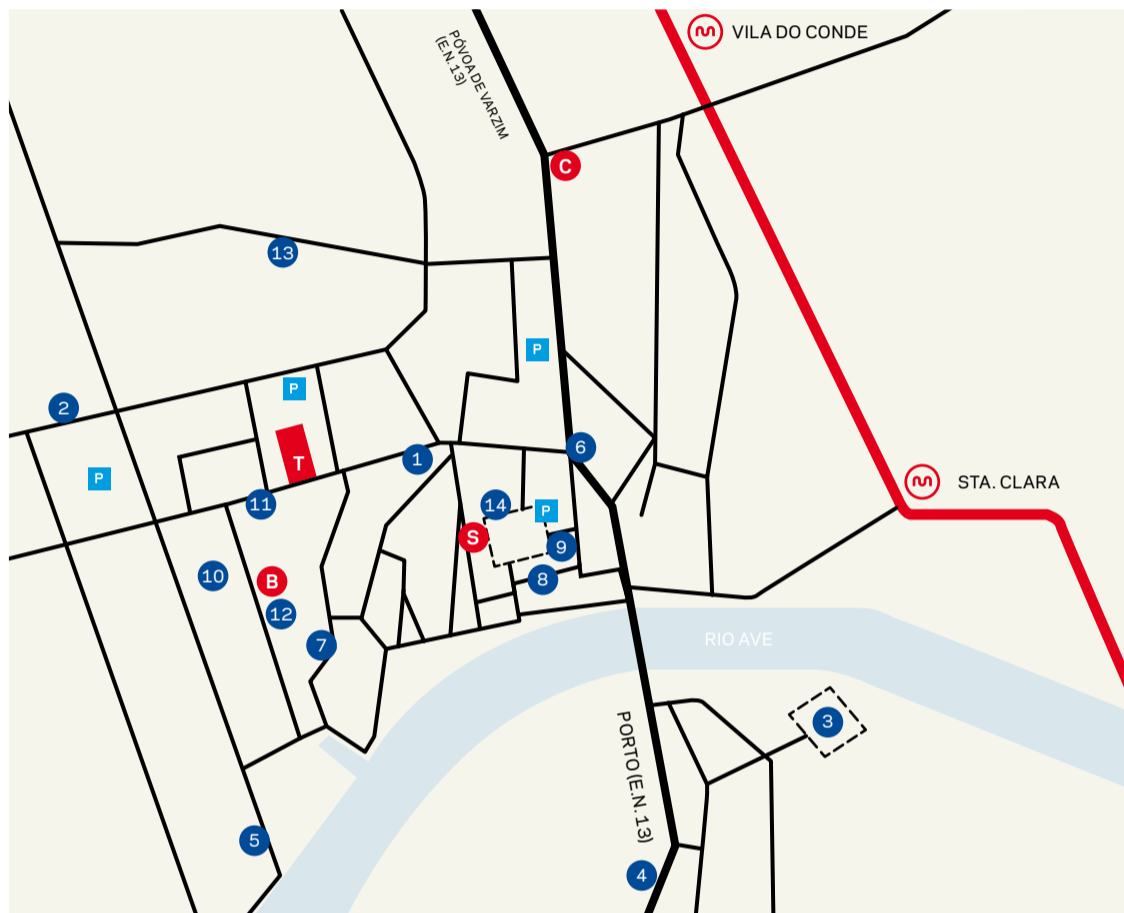 VILA DO CONDE
PÓVOA DE VARZIM
(E.N.13)
C
13
P
P
2
6
1
T
P
STA. CLARA
11
14
P
S
9
10
B
8
12
7
RIO AVE
3
PORTO (E.N.13)
5
4